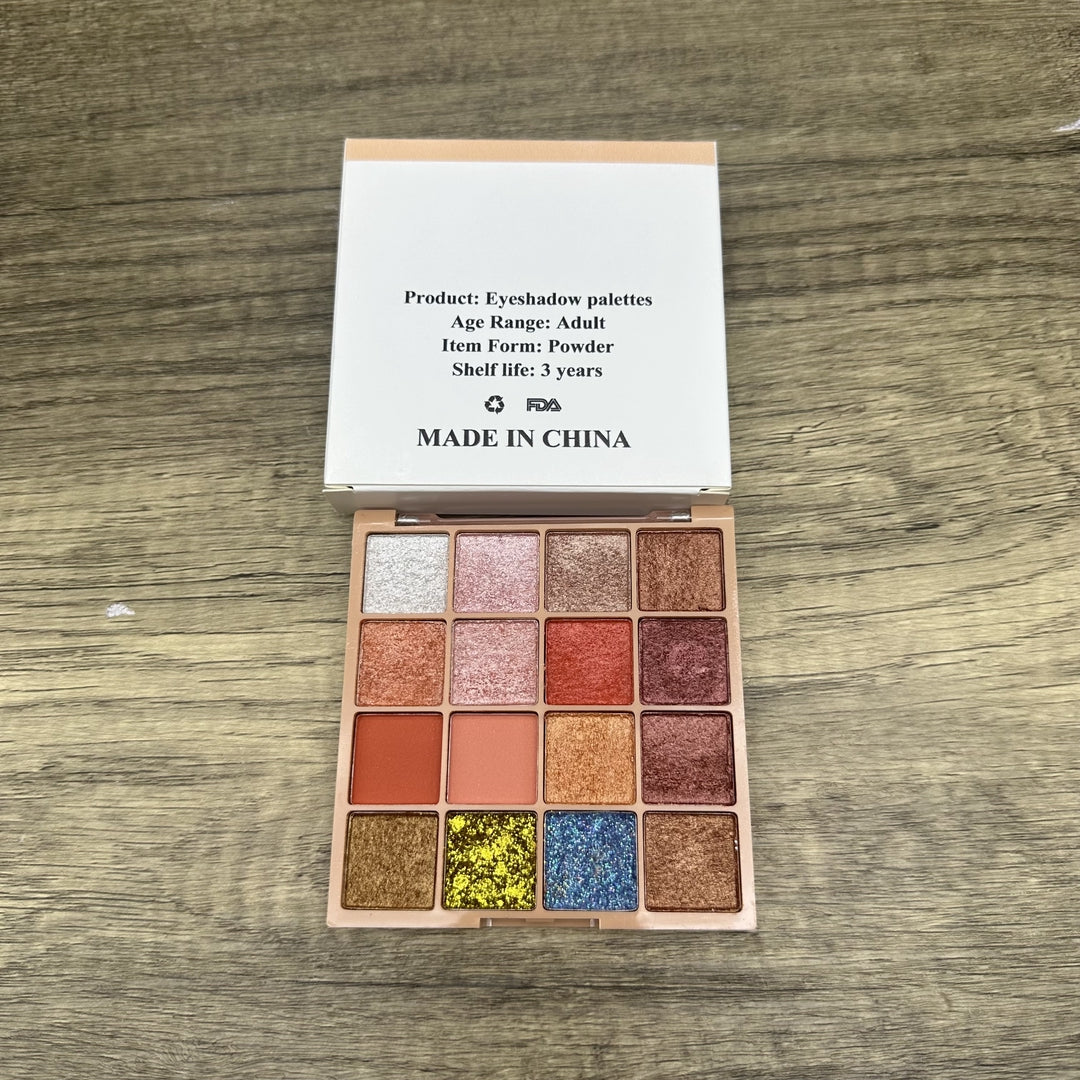 Product: Eyeshadow palettes
Age Range: Adult
Item Form: Powder
Shelf life: 3 years
FDA
MADE IN CHINA